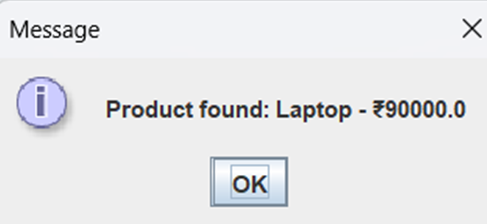 Message
Product found: Laptop - ₹90000.0
OK